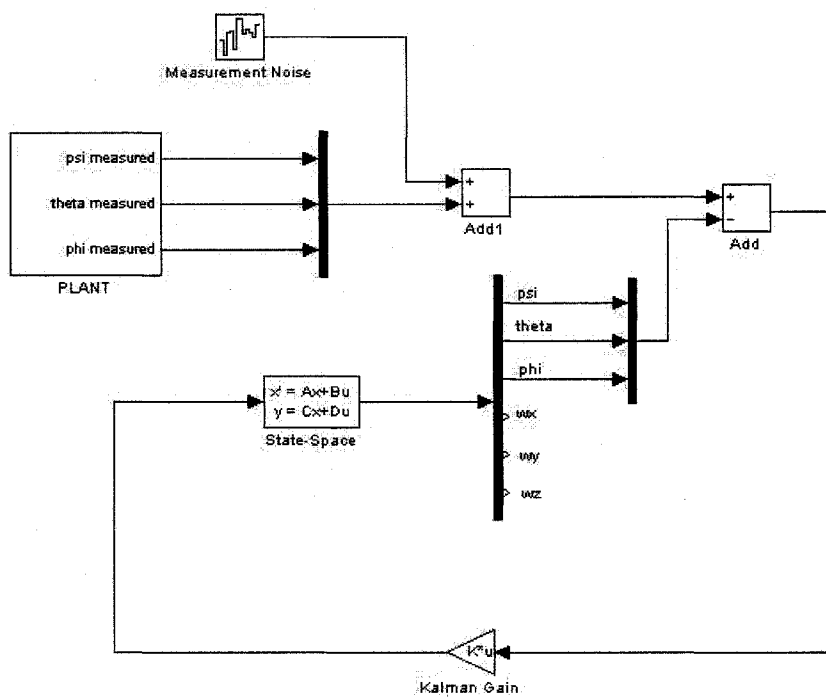 Measurement Noise
psi measured
theta measured
phi measured
PLANT
+
+
Add1
+
−
Add
psi
theta
phi
wx
wy
wz
x' = Ax+Bu
y = Cx+Du
State-Space
K*u
Kalman Gain